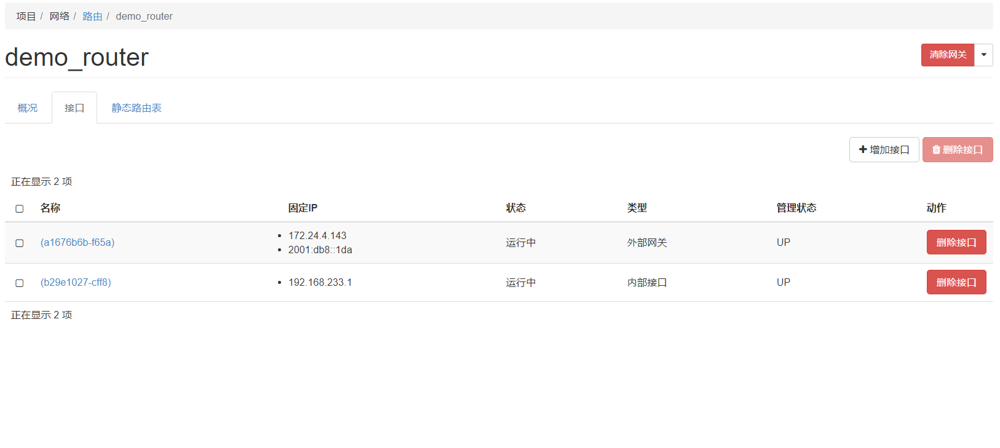 项目 / 网络 / 路由 / demo_router
demo_router
清除网关
概况 接口 静态路由表
增加接口 删除接口
正在显示 2 项
名称 固定IP 状态 类型 管理状态 动作
(a1676b6b-f65a) 172.24.4.143 运行中 外部网关 UP 删除接口
2001:db8::1da
(b29e1027-cff8) 192.168.233.1 运行中 内部接口 UP 删除接口
正在显示 2 项